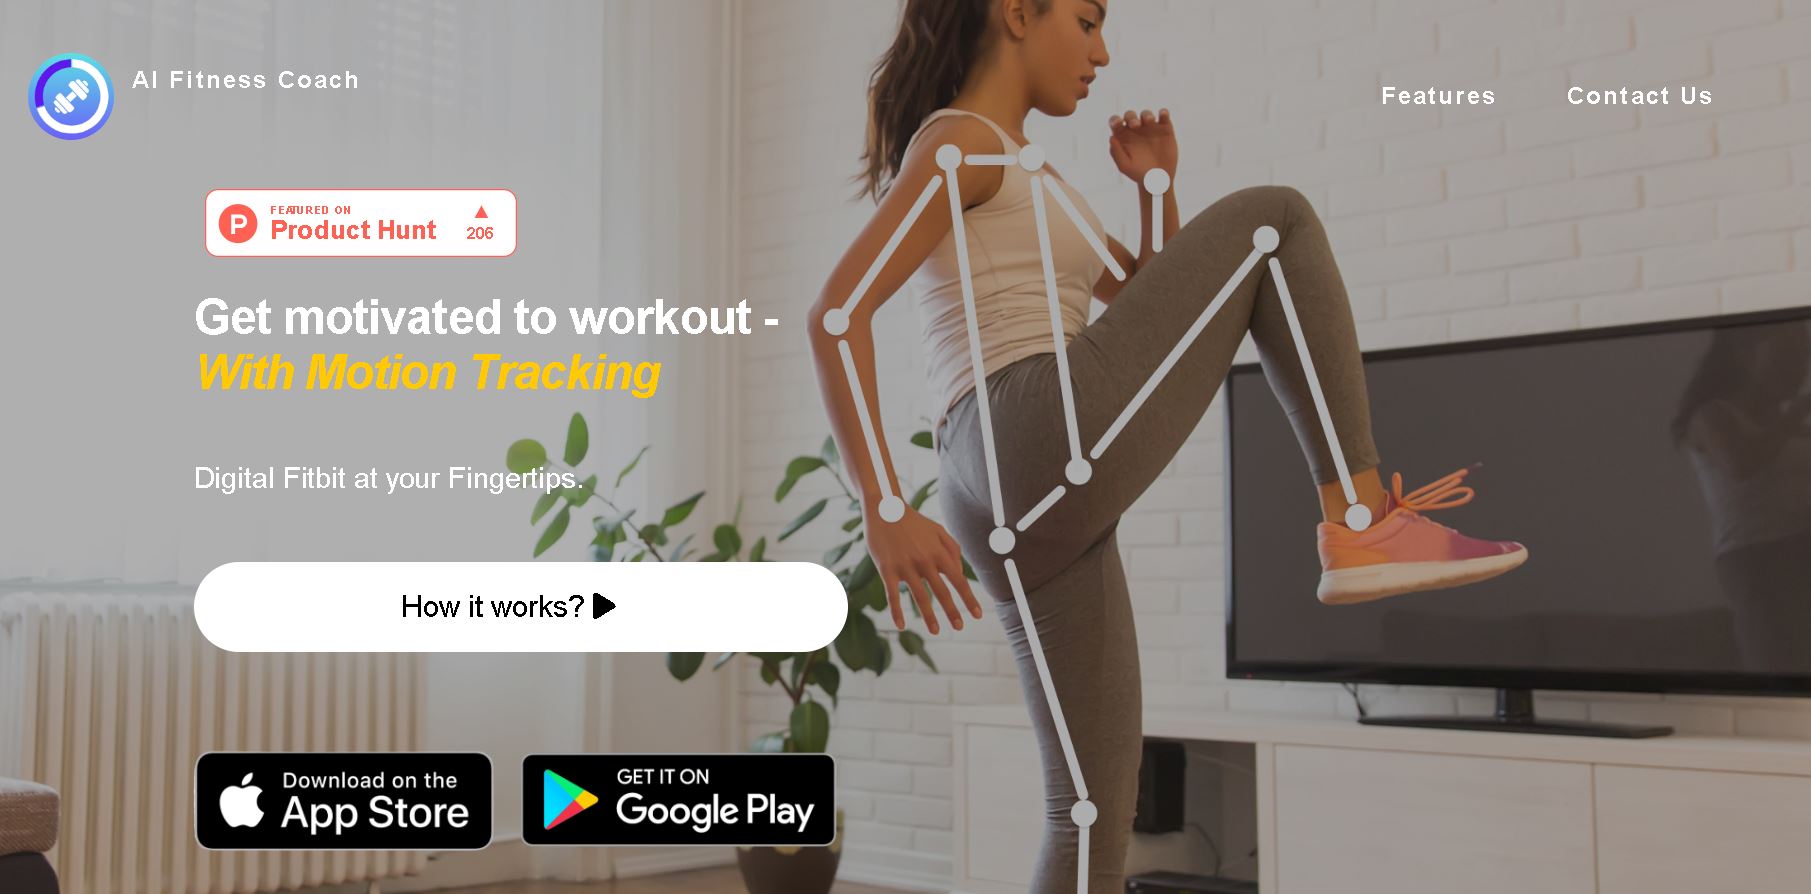 AI Fitness Coach
Features
Contact Us
P
FEATURED ON
Product Hunt
206
Get motivated to workout -
With Motion Tracking
Digital Fitbit at your Fingertips.
How it works?
Download on the
App Store
GET IT ON
Google Play